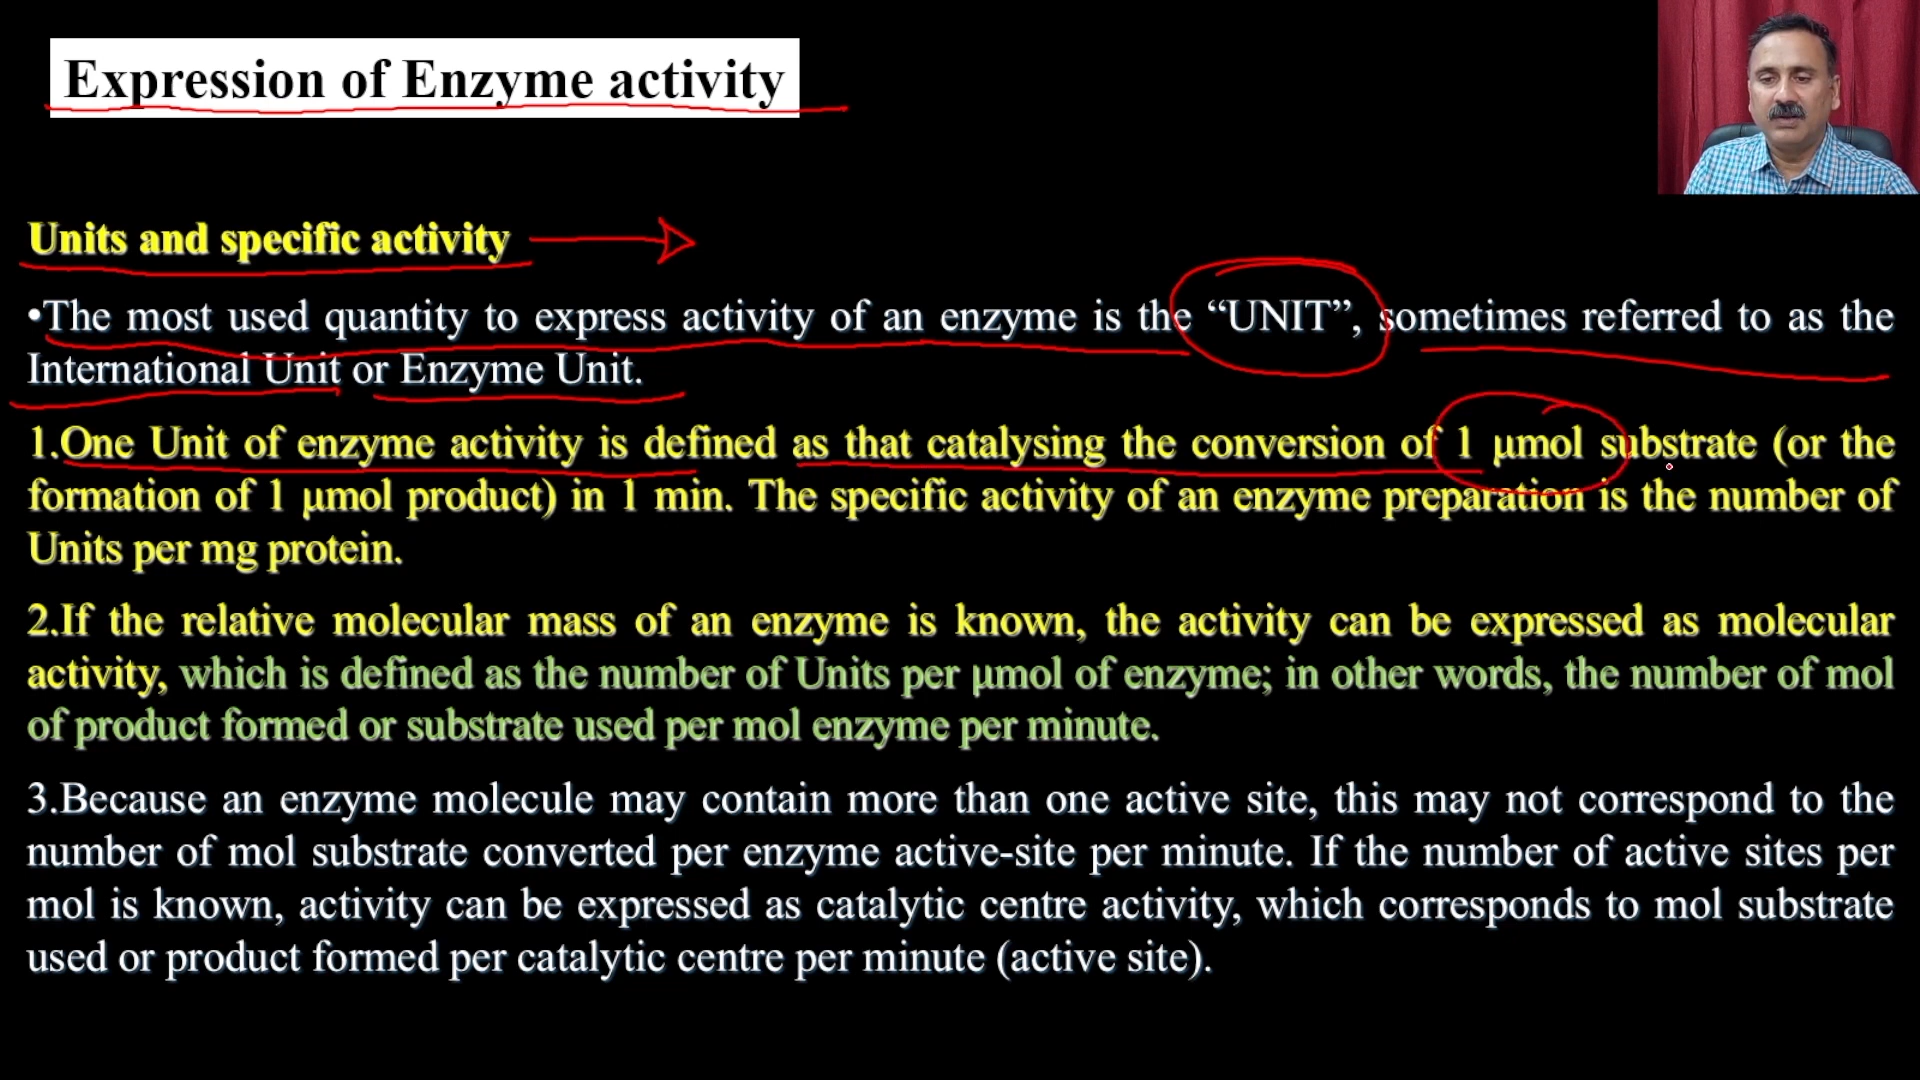 Expression of Enzyme activity
Units and specific activity
•The most used quantity to express activity of an enzyme is the “UNIT”, sometimes referred to as the
International Unit or Enzyme Unit.
1.One Unit of enzyme activity is defined as that catalysing the conversion of 1 μmol substrate (or the
formation of 1 μmol product) in 1 min. The specific activity of an enzyme preparation is the number of
Units per mg protein.
2.If the relative molecular mass of an enzyme is known, the activity can be expressed as molecular
activity, which is defined as the number of Units per μmol of enzyme; in other words, the number of mol
of product formed or substrate used per mol enzyme per minute.
3.Because an enzyme molecule may contain more than one active site, this may not correspond to the
number of mol substrate converted per enzyme active-site per minute. If the number of active sites per
mol is known, activity can be expressed as catalytic centre activity, which corresponds to mol substrate
used or product formed per catalytic centre per minute (active site).